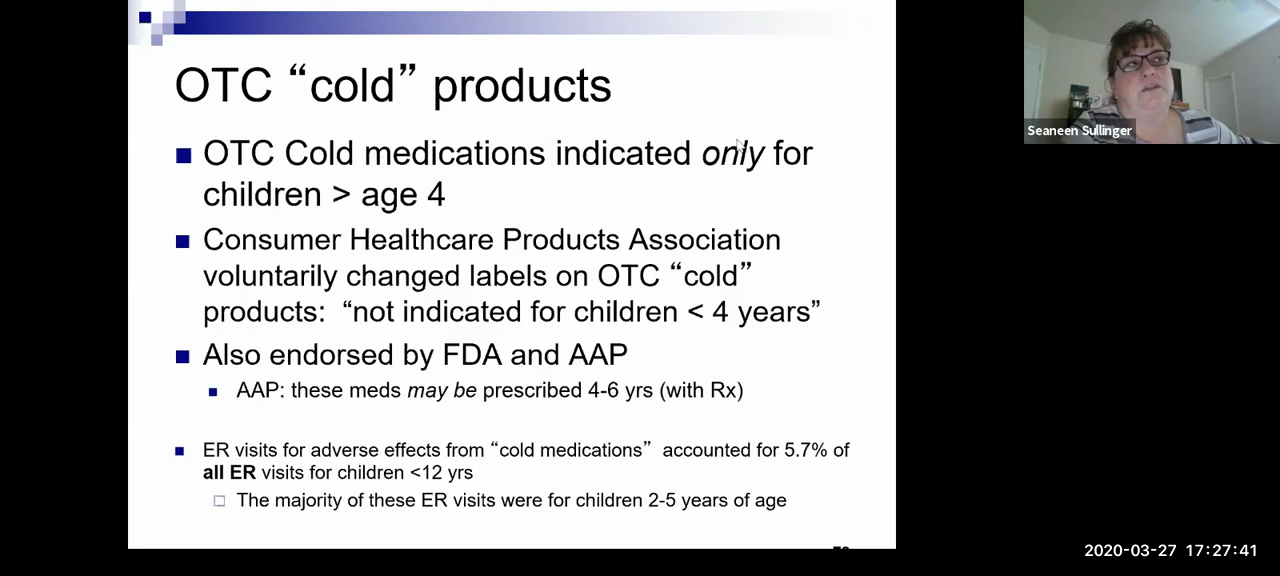 OTC “cold” products
Seaneen Sullinger
■ OTC Cold medications indicated only for
children > age 4
■ Consumer Healthcare Products Association
voluntarily changed labels on OTC “cold”
products: “not indicated for children < 4 years”
■ Also endorsed by FDA and AAP
■ AAP: these meds may be prescribed 4-6 yrs (with Rx)
■ ER visits for adverse effects from “cold medications” accounted for 5.7% of
all ER visits for children <12 yrs
□ The majority of these ER visits were for children 2-5 years of age
2020-03-27 17:27:41